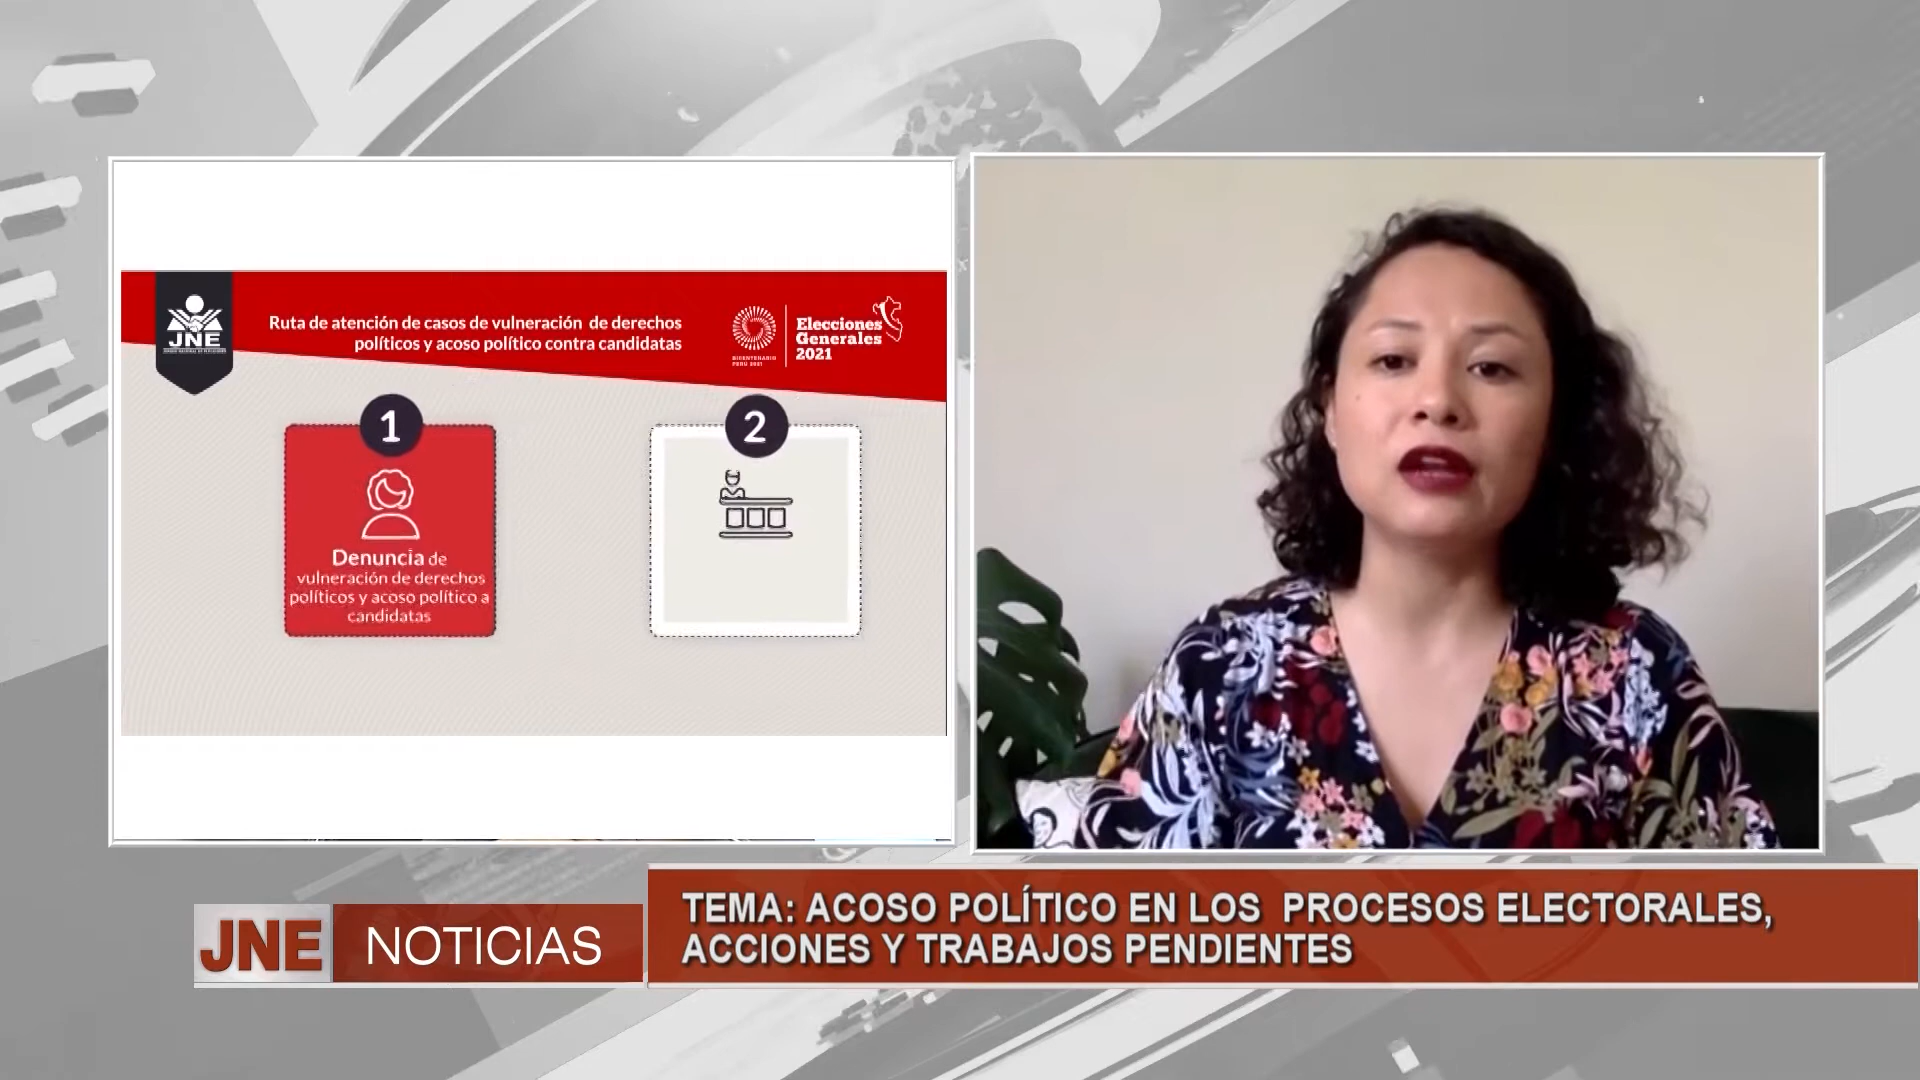 JNE
Ruta de atención de casos de vulneración de derechos
políticos y acoso político contra candidatas
BICENTENARIO
PERÚ 2021
Elecciones
Generales
2021
1
Denuncia de
vulneración de derechos
políticos y acoso político a
candidatas
2
JNE NOTICIAS
TEMA: ACOSO POLÍTICO EN LOS PROCESOS ELECTORALES,
ACCIONES Y TRABAJOS PENDIENTES